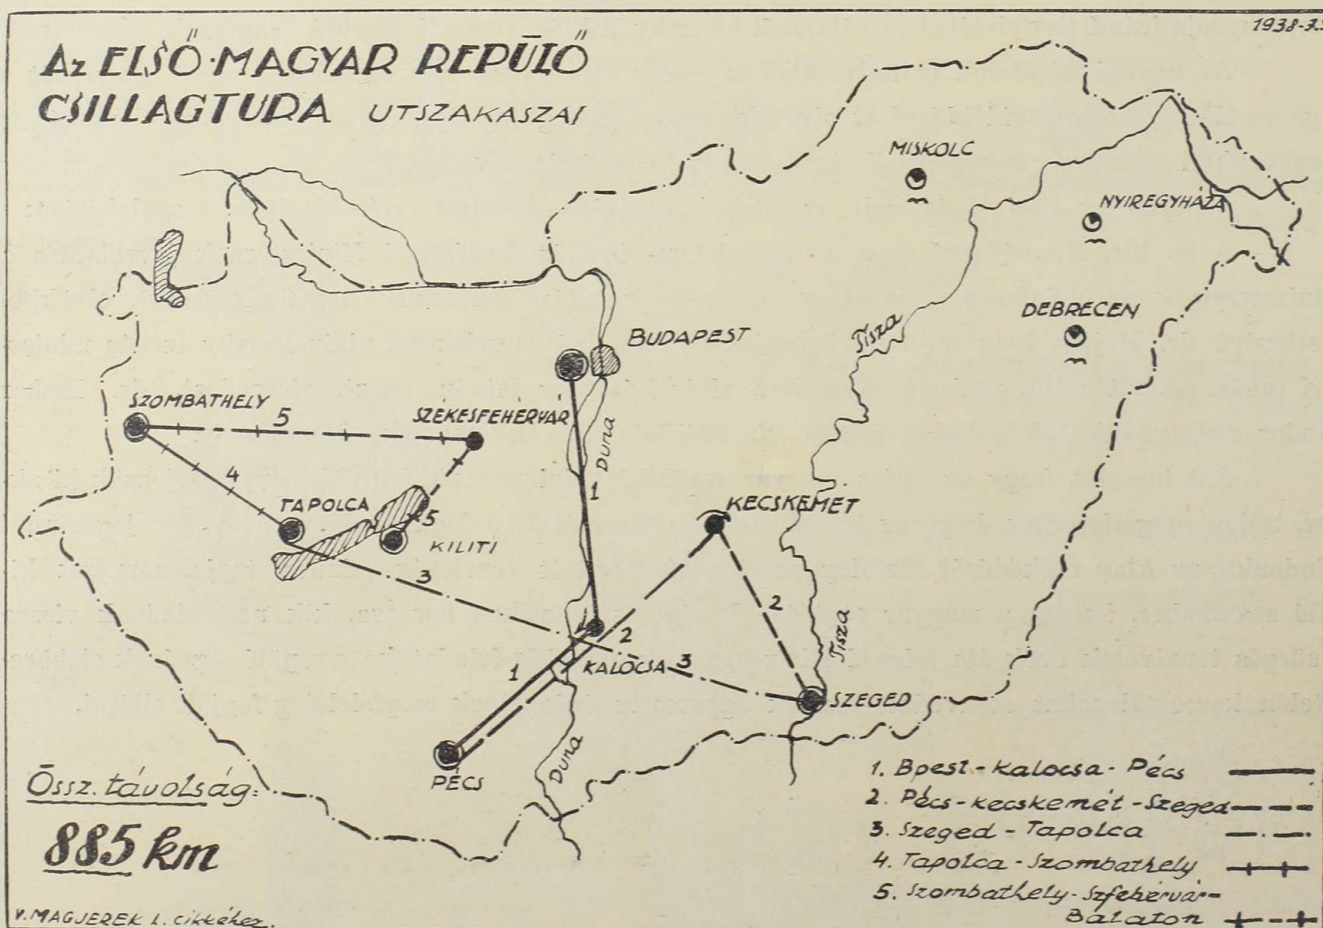 1938-
Az ELSŐ·MAGYAR REPÜLŐ
CSILLAGTURA UTSZAKASZAI
MISKOLC
NYIREGYHÁZA
DEBRECEN
Tisza
BUDAPEST
SZOMBATHELY
5
SZÉKESFEHÉRVÁR
Duna
4
1
TAPOLCA
5
KILITI
KECSKEMÉT
3
2
Tisza
2
1
KALOCSA
3
SZEGED
PÉCS
Duna
Össz. távolság:
885 km
V. MAGJEREK L. cikkéhez.
1. Bpest - Kalocsa - Pécs
2. Pécs - Kecskemét - Szeged
3. Szeged - Tapolca
4. Tapolca - Szombathely
5. Szombathely - Szfehérvár -
Balaton